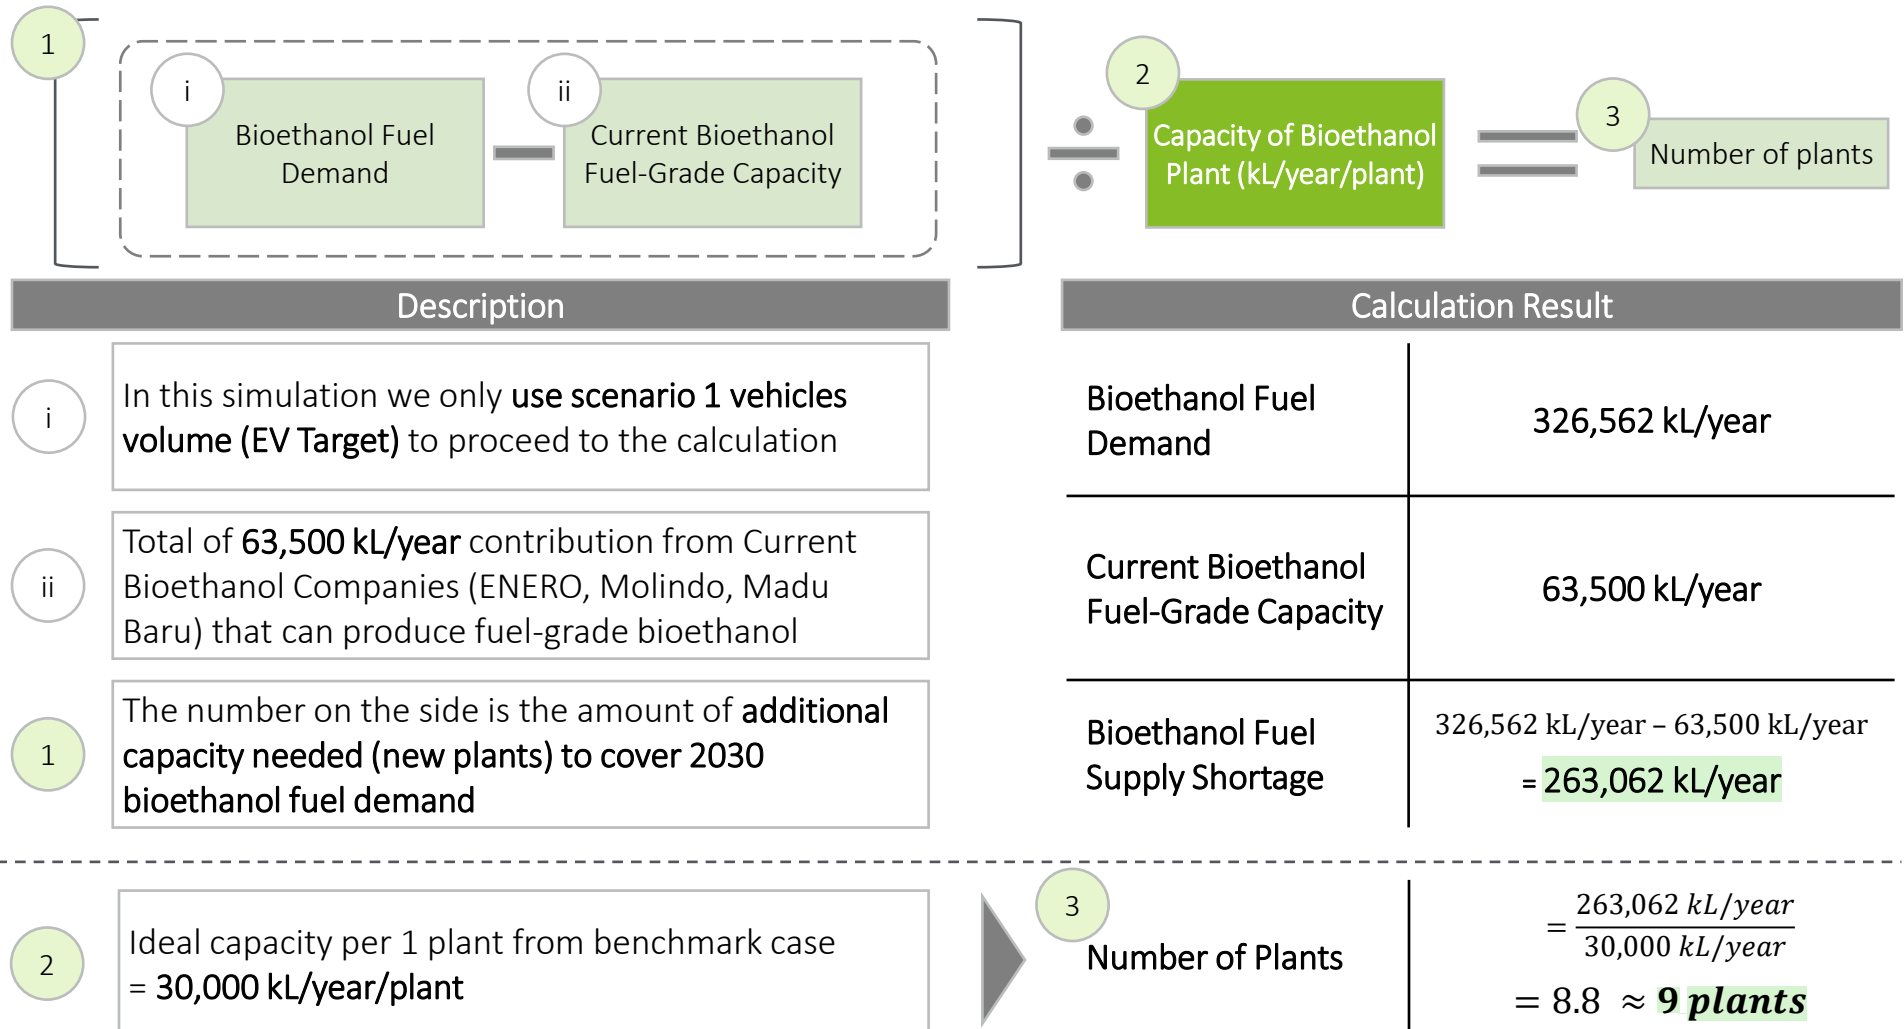 1
i
Bioethanol Fuel
Demand
ii
Current Bioethanol
Fuel-Grade Capacity
2
Capacity of Bioethanol
Plant (kL/year/plant)
3
Number of plants
Description
Calculation Result
i
In this simulation we only use scenario 1 vehicles
volume (EV Target) to proceed to the calculation
Bioethanol Fuel
Demand
326,562 kL/year
ii
Total of 63,500 kL/year contribution from Current
Bioethanol Companies (ENERO, Molindo, Madu
Baru) that can produce fuel-grade bioethanol
Current Bioethanol
Fuel-Grade Capacity
63,500 kL/year
1
The number on the side is the amount of additional
capacity needed (new plants) to cover 2030
bioethanol fuel demand
Bioethanol Fuel
Supply Shortage
326,562 kL/year – 63,500 kL/year
= 263,062 kL/year
2
Ideal capacity per 1 plant from benchmark case
= 30,000 kL/year/plant
3
Number of Plants
= 263,062 kL/year
30,000 kL/year
= 8.8 ≈ 9 plants